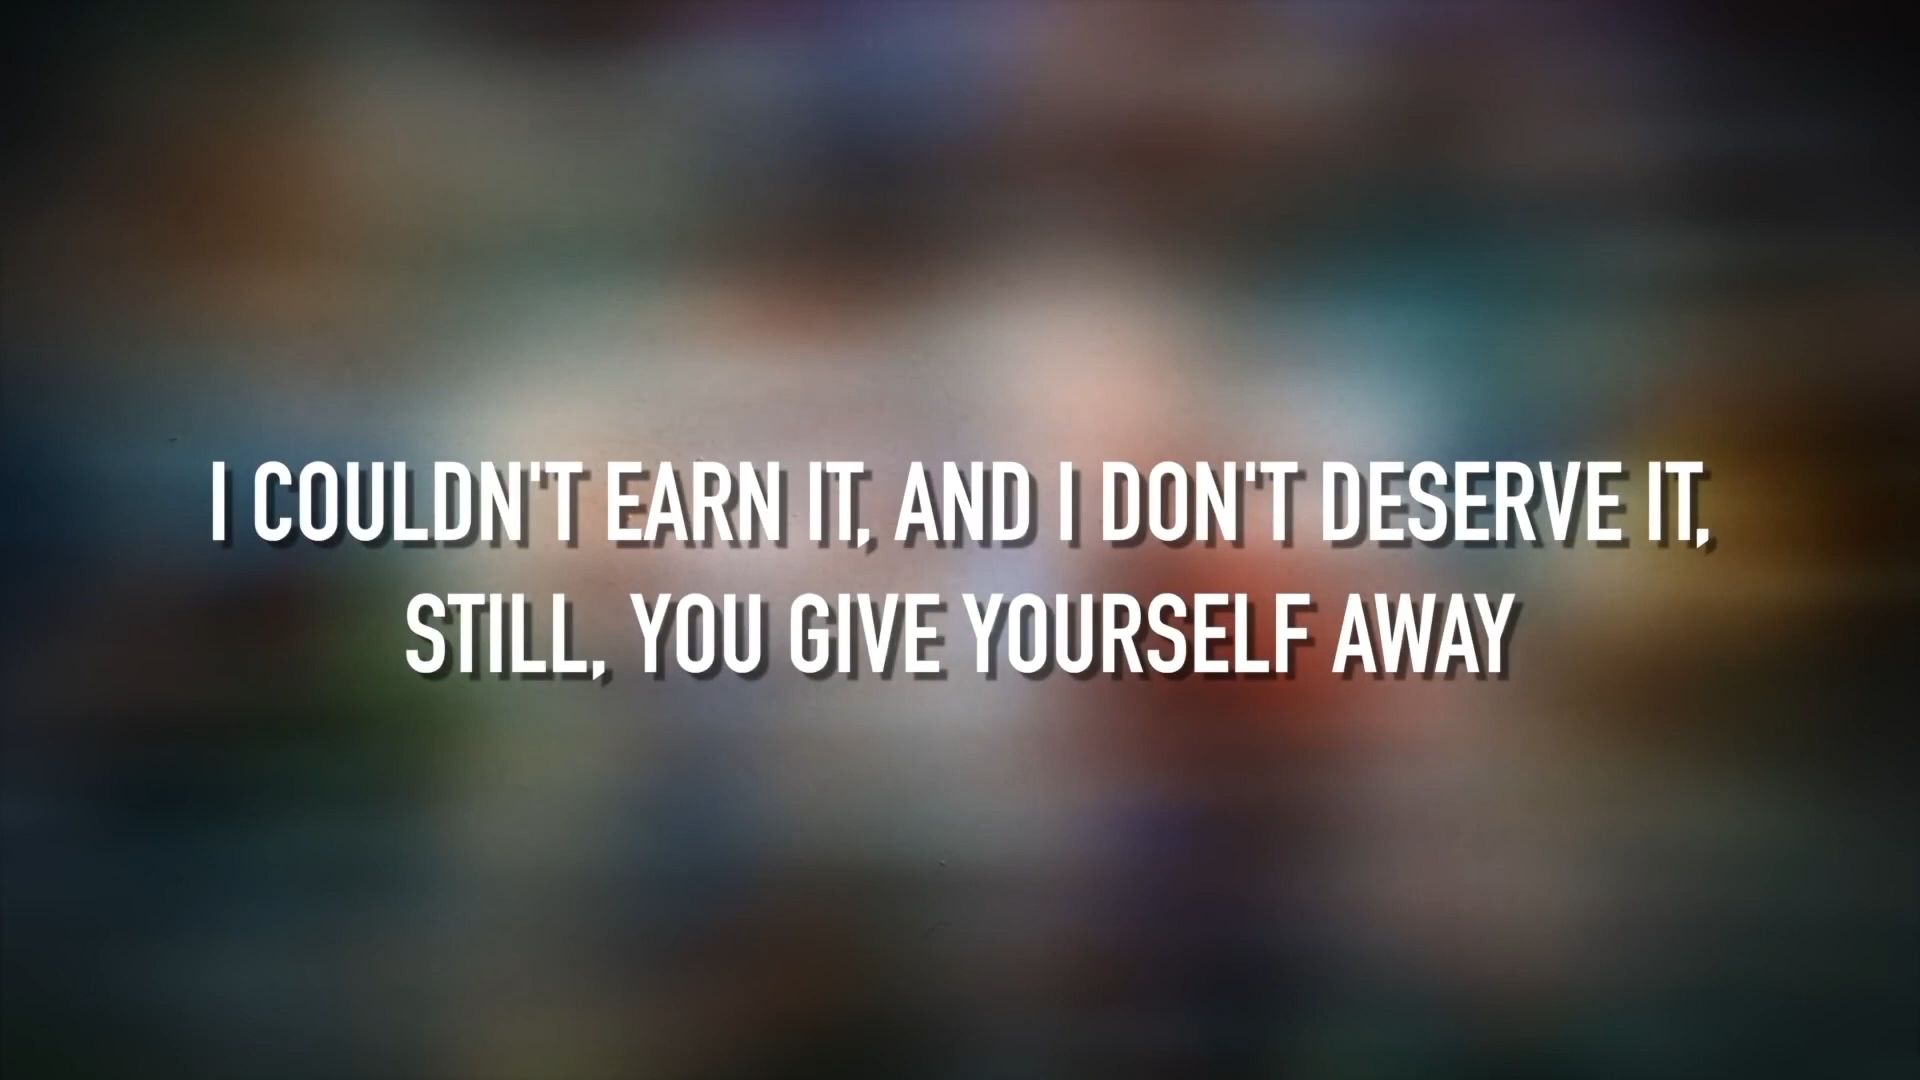 I COULDN'T EARN IT, AND I DON'T DESERVE IT,
STILL, YOU GIVE YOURSELF AWAY